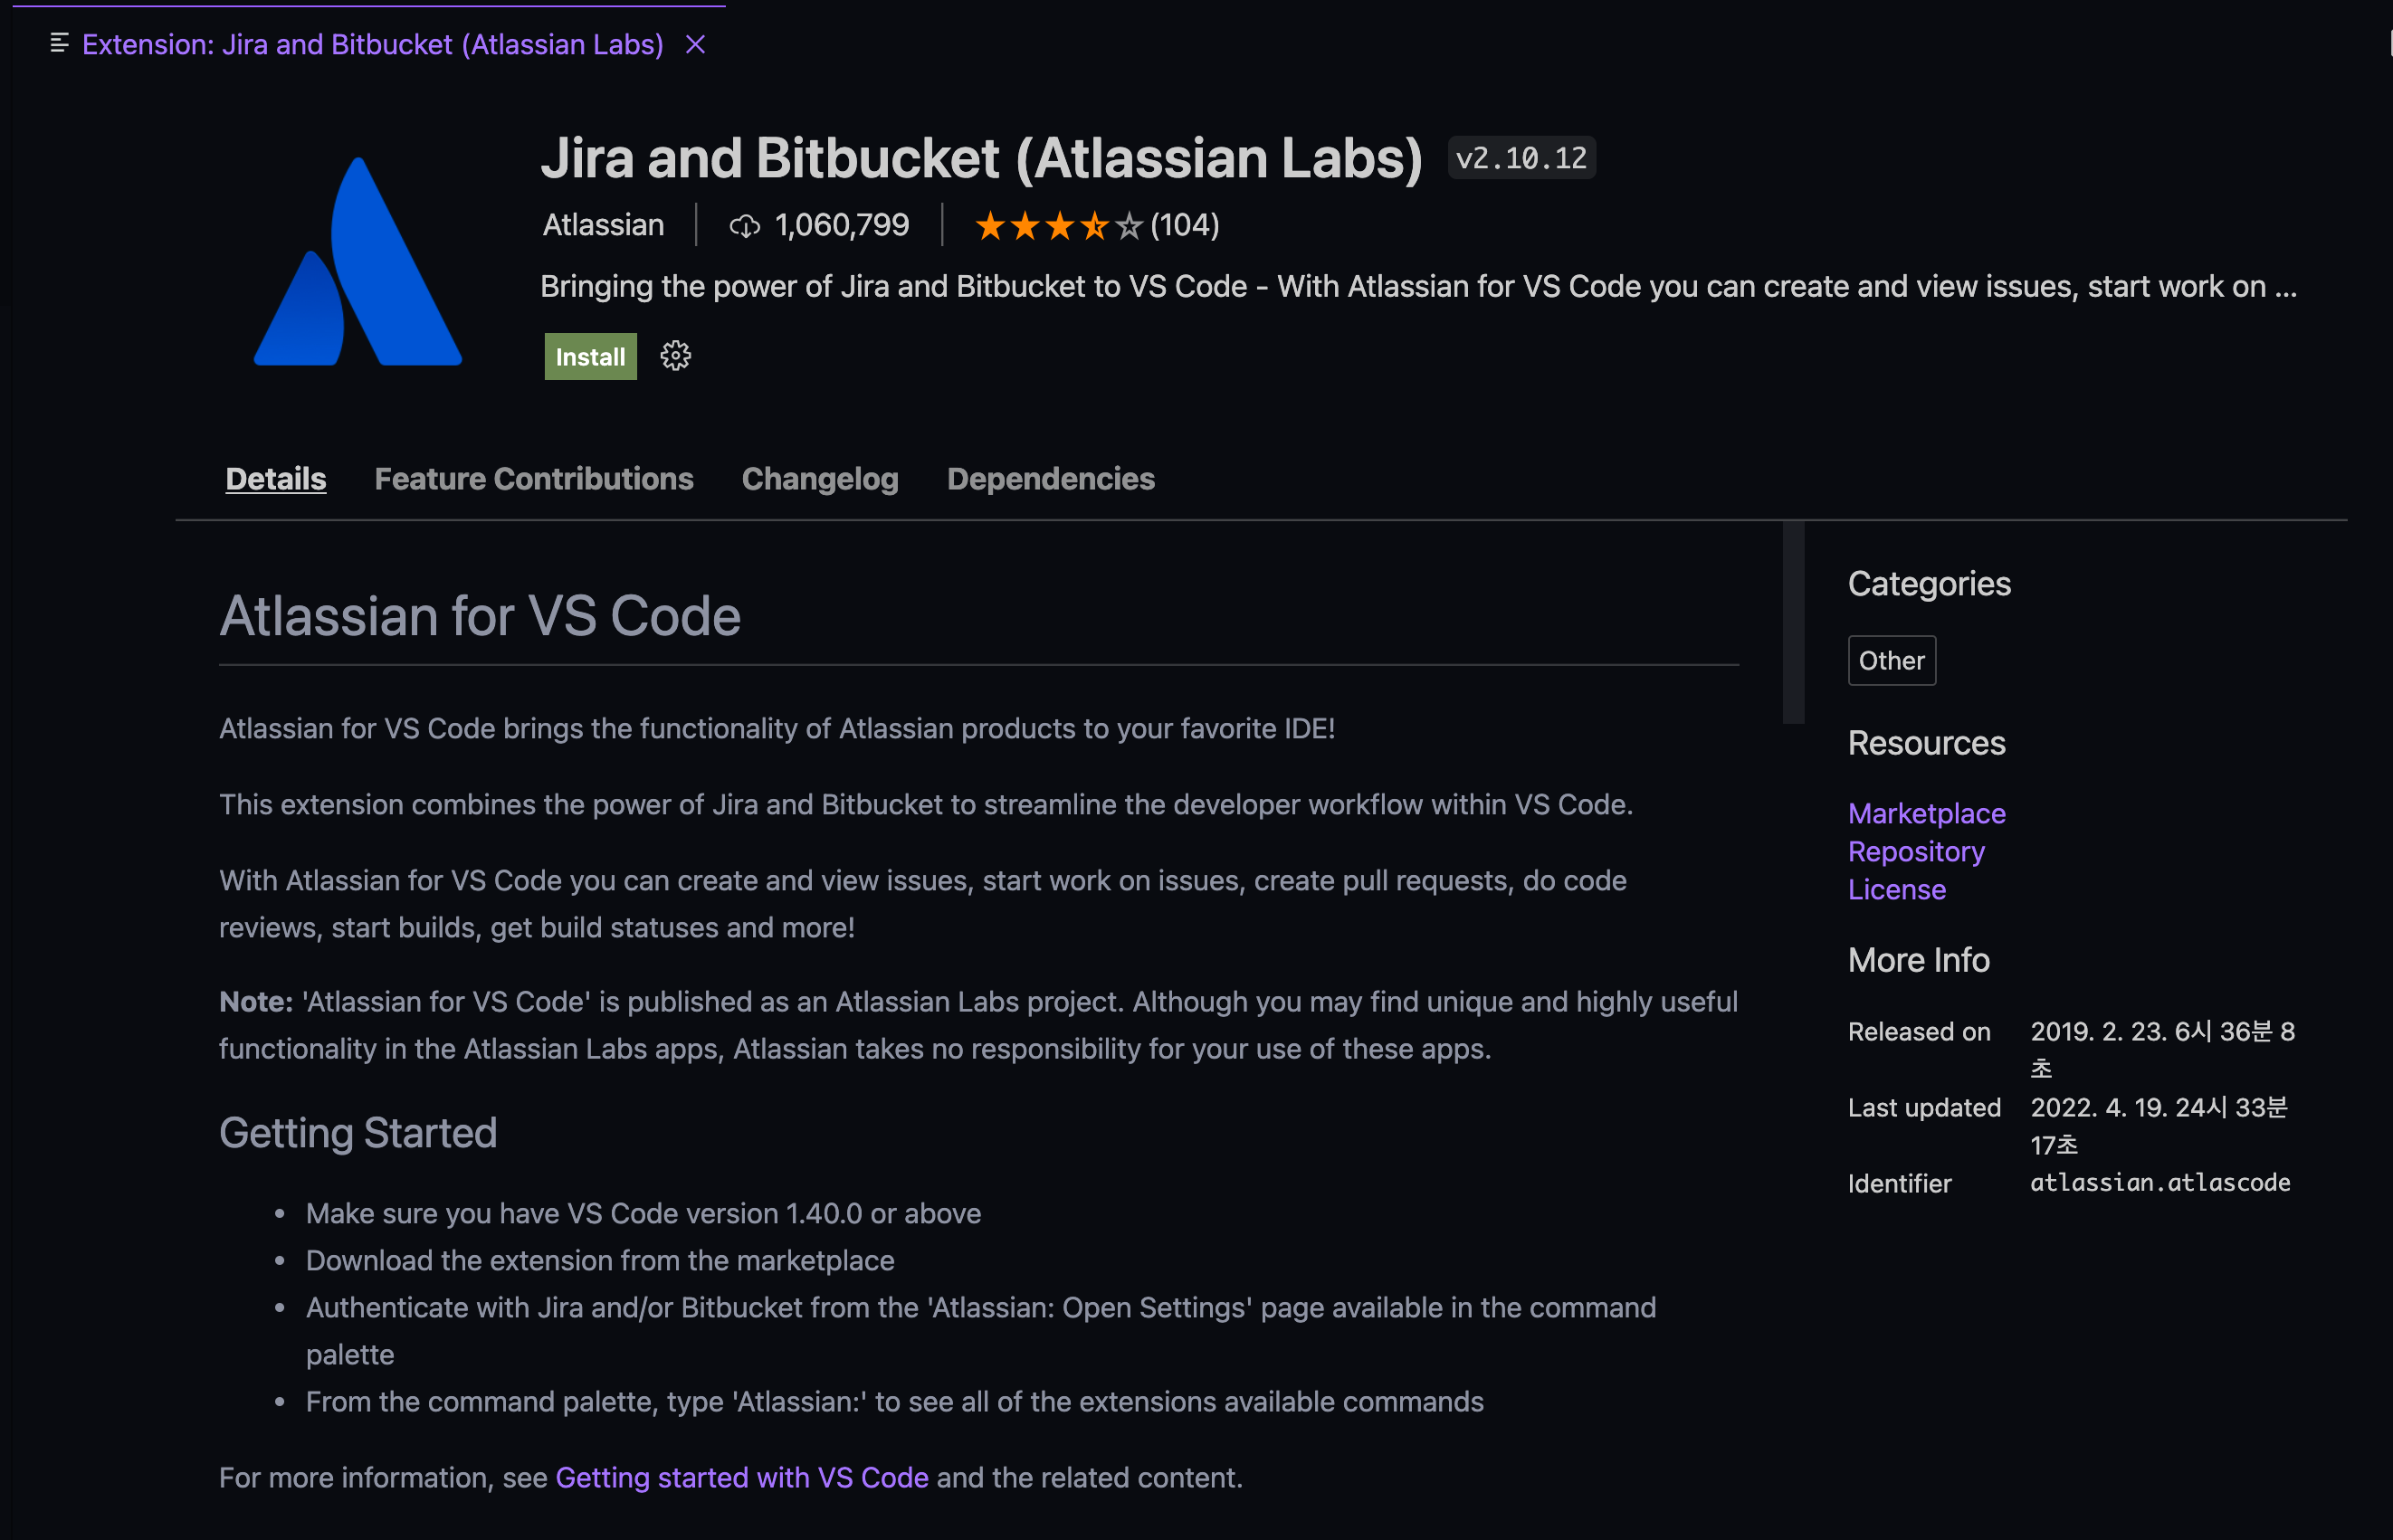 Extension: Jira and Bitbucket (Atlassian Labs)
Jira and Bitbucket (Atlassian Labs) v2.10.12
Atlassian 1,060,799 (104)
Bringing the power of Jira and Bitbucket to VS Code - With Atlassian for VS Code you can create and view issues, start work on ...
Install
Details Feature Contributions Changelog Dependencies
Atlassian for VS Code
Atlassian for VS Code brings the functionality of Atlassian products to your favorite IDE!
This extension combines the power of Jira and Bitbucket to streamline the developer workflow within VS Code.
With Atlassian for VS Code you can create and view issues, start work on issues, create pull requests, do code
reviews, start builds, get build statuses and more!
Note: 'Atlassian for VS Code' is published as an Atlassian Labs project. Although you may find unique and highly useful
functionality in the Atlassian Labs apps, Atlassian takes no responsibility for your use of these apps.
Getting Started
• Make sure you have VS Code version 1.40.0 or above
• Download the extension from the marketplace
• Authenticate with Jira and/or Bitbucket from the 'Atlassian: Open Settings' page available in the command
palette
• From the command palette, type 'Atlassian:' to see all of the extensions available commands
For more information, see Getting started with VS Code and the related content.
Categories
Other
Resources
Marketplace
Repository
License
More Info
Released on 2019. 2. 23. 6시 36분 8
초
Last updated 2022. 4. 19. 24시 33분
17초
Identifier atlassian.atlascode